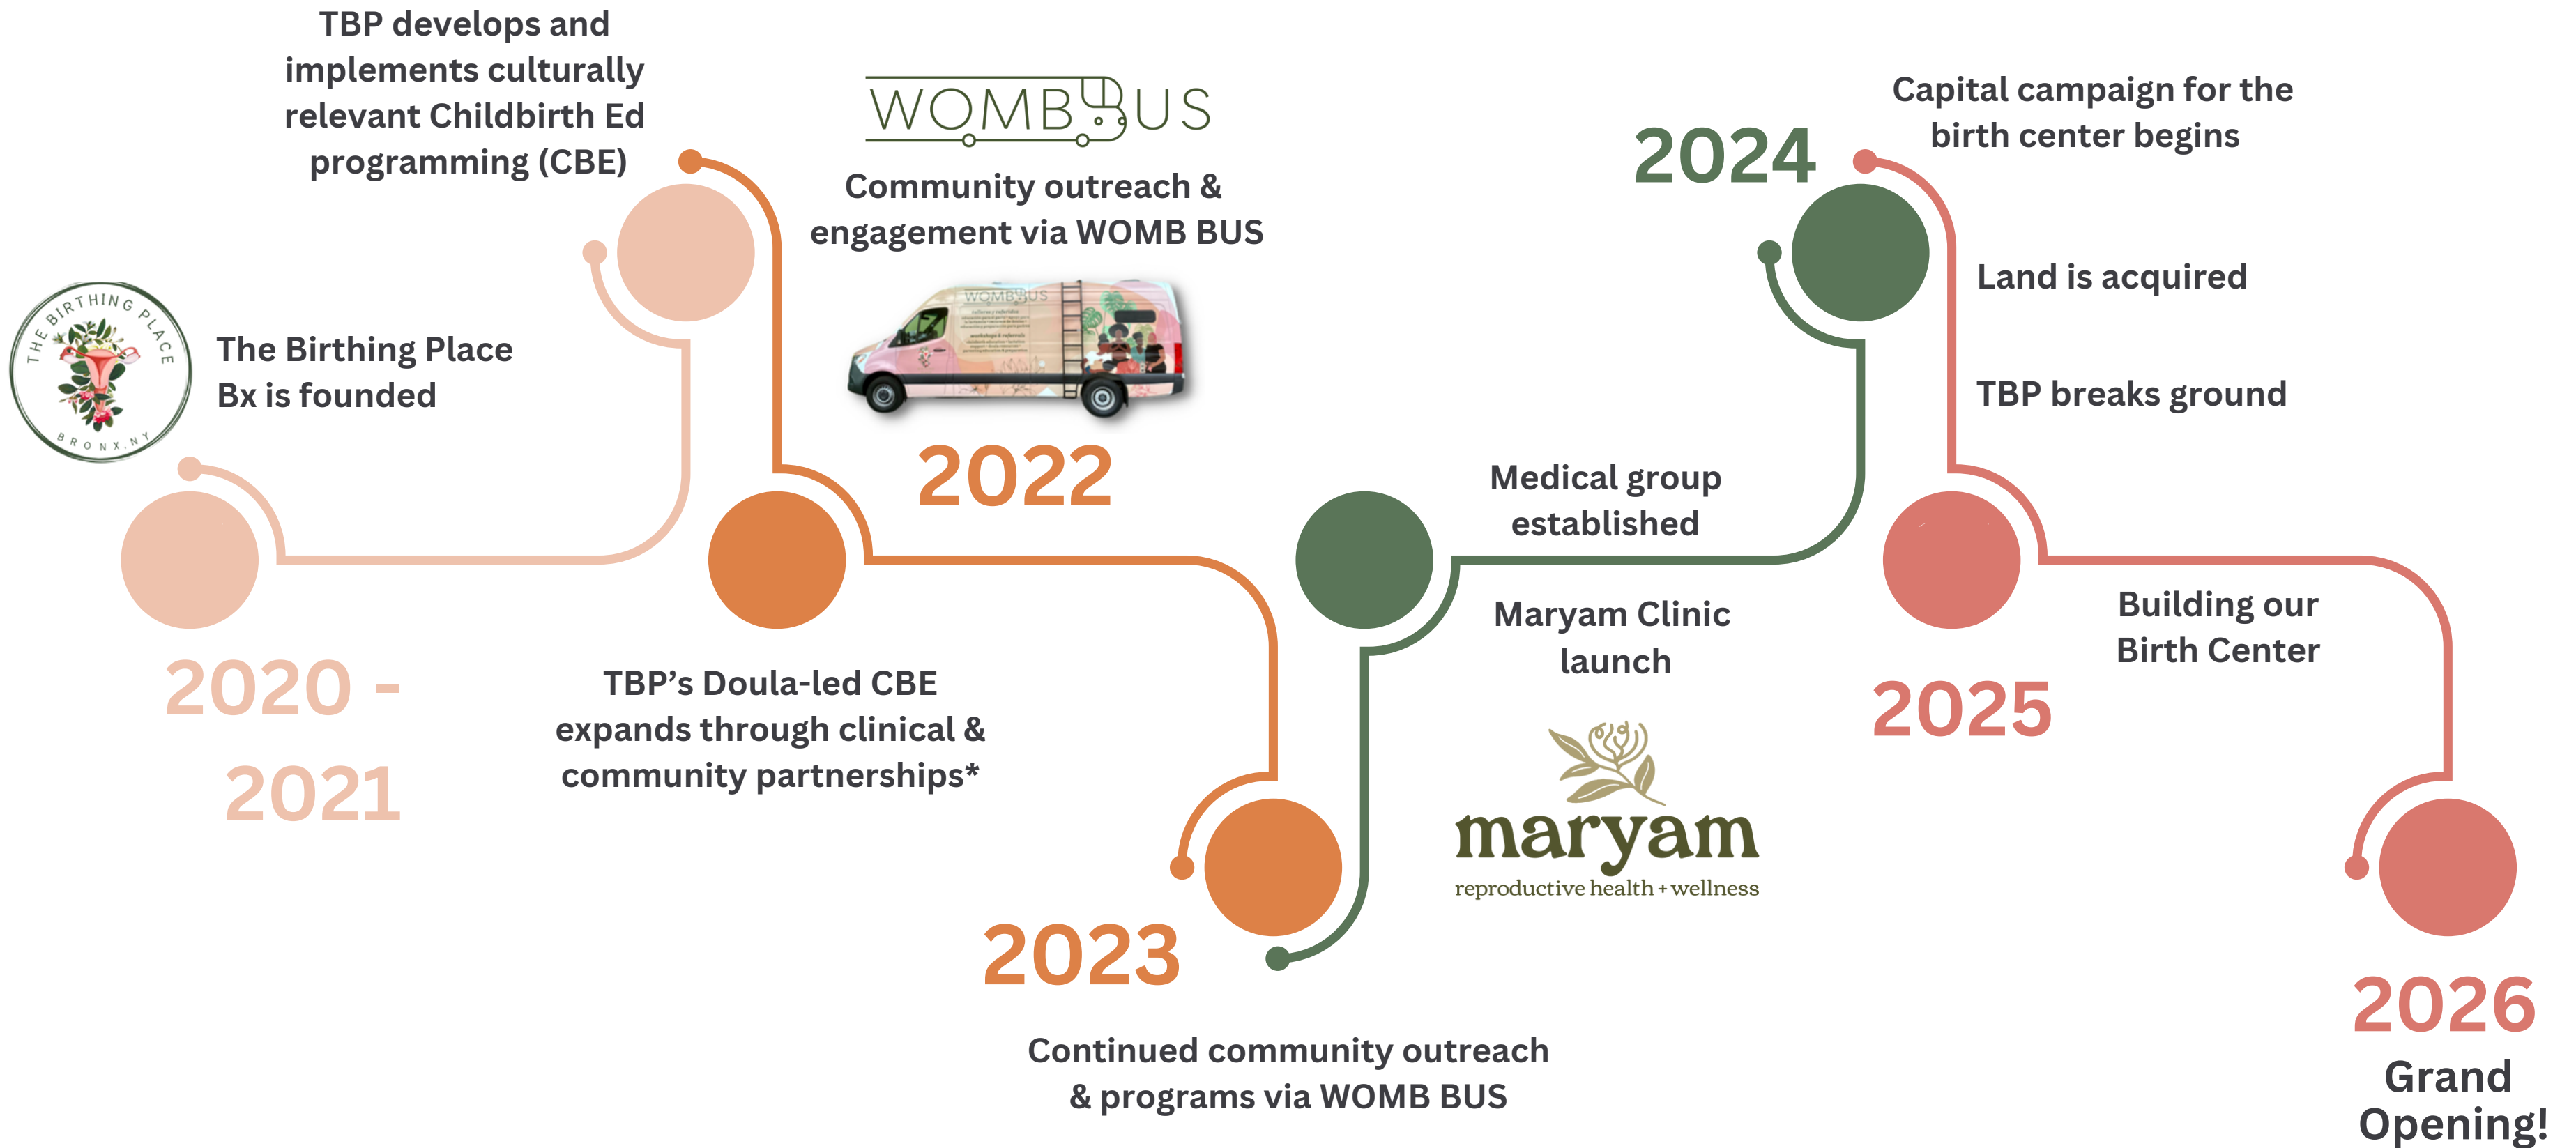 TBP develops and
implements culturally
relevant Childbirth Ed
programming (CBE)
THE BIRTHING PLACE
BRONX, NY
The Birthing Place
Bx is founded
2020 -
2021
WOMB BUS
Community outreach &
engagement via WOMB BUS
WOMB BUS
2022
TBP’s Doula-led CBE
expands through clinical &
community partnerships*
2023
Continued community outreach
& programs via WOMB BUS
Medical group
established
Maryam Clinic
launch
maryam
reproductive health + wellness
2024
Capital campaign for the
birth center begins
Land is acquired
TBP breaks ground
2025
Building our
Birth Center
2026
Grand
Opening!